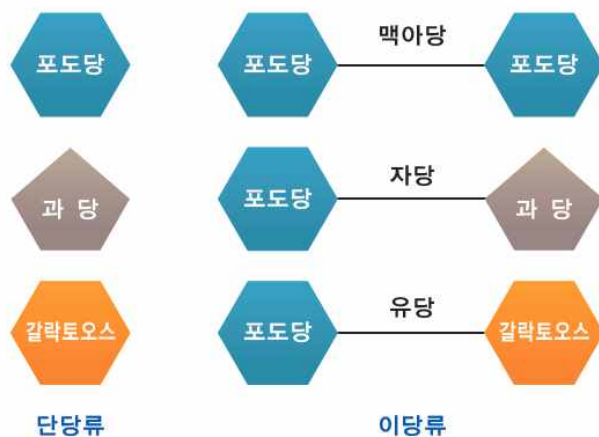 맥아당
포도당 포도당 포도당
자당
과 당 포도당 과 당
유당
갈락토오스 포도당 갈락토오스
단당류 이당류